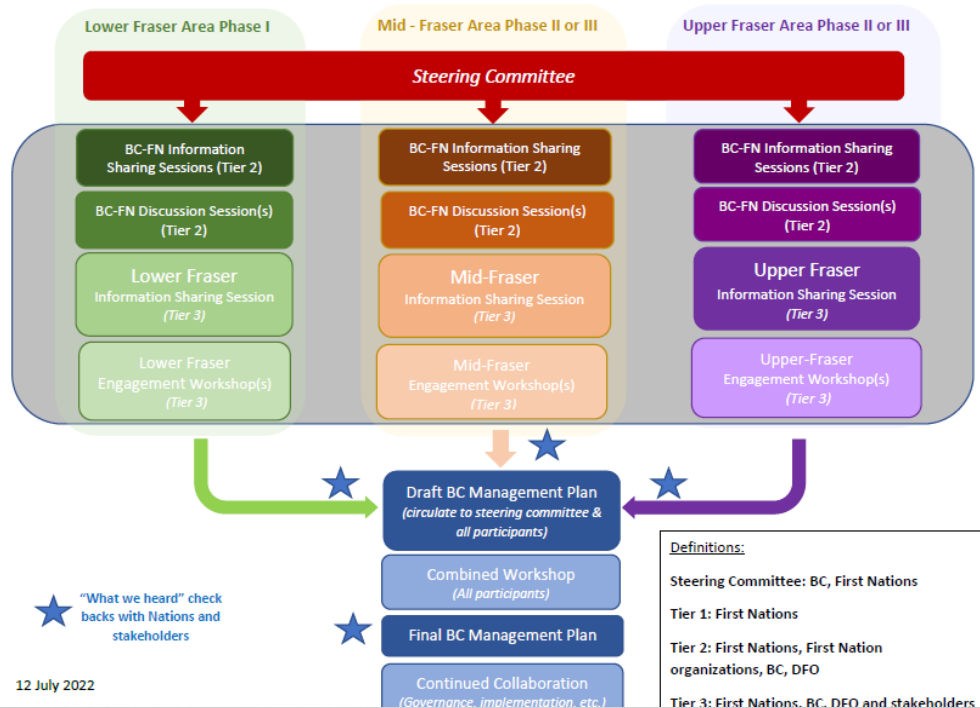 Lower Fraser Area Phase I
Mid - Fraser Area Phase II or III
Upper Fraser Area Phase II or III
Steering Committee
BC-FN Information
Sharing Sessions (Tier 2)
BC-FN Discussion Session(s)
(Tier 2)
Lower Fraser
Information Sharing Session
(Tier 3)
Lower Fraser
Engagement Workshop(s)
(Tier 3)
BC-FN Information Sharing
Sessions (Tier 2)
BC-FN Discussion Session(s)
(Tier 2)
Mid-Fraser
Information Sharing Session
(Tier 3)
Mid-Fraser
Engagement Workshop(s)
(Tier 3)
BC-FN Information Sharing
Sessions (Tier 2)
BC-FN Discussion Session(s)
(Tier 2)
Upper Fraser
Information Sharing Session
(Tier 3)
Upper-Fraser
Engagement Workshop(s)
(Tier 3)
Draft BC Management Plan
(circulate to steering committee &
all participants)
Combined Workshop
(All participants)
Final BC Management Plan
Continued Collaboration
(Governance, implementation, etc.)
"What we heard" check
backs with Nations and
stakeholders
12 July 2022
Definitions:
Steering Committee: BC, First Nations
Tier 1: First Nations
Tier 2: First Nations, First Nation
organizations, BC, DFO
Tier 3: First Nations, BC, DFO and stakeholders